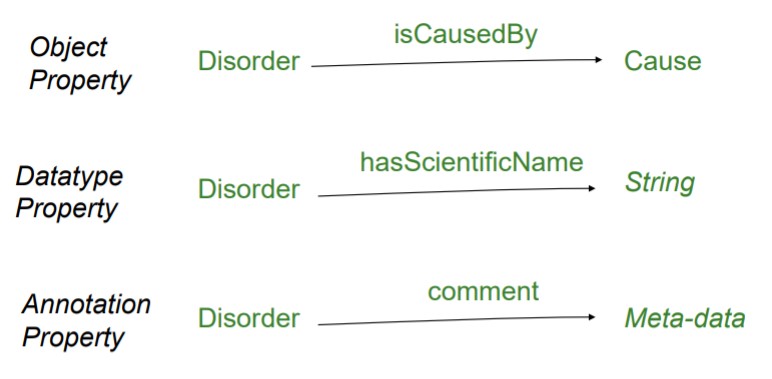 Object
Property
Disorder
isCausedBy
Cause
Datatype
Property
Disorder
hasScientificName
String
Annotation
Property
Disorder
comment
Meta-data